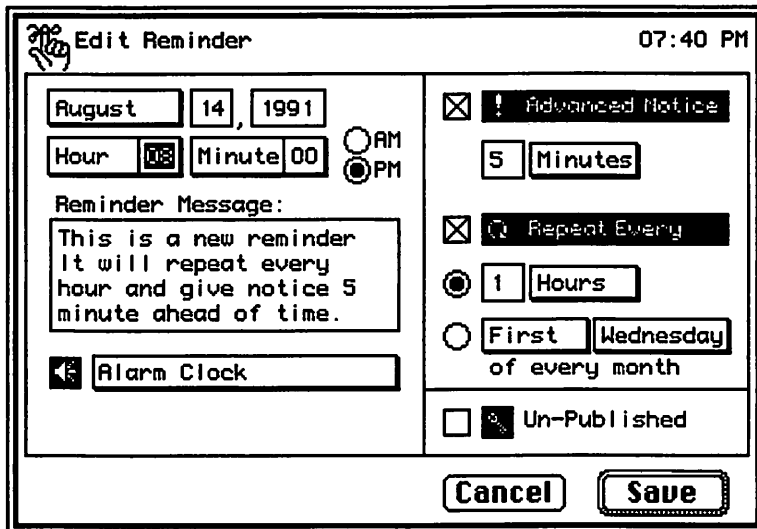 Edit Reminder
07:40 PM
August 14, 1991
Hour 08 Minute 00
AM
PM
Reminder Message:
This is a new reminder
It will repeat every
hour and give notice 5
minute ahead of time.
Alarm Clock
! Advanced Notice
5 Minutes
Repeat Every
1 Hours
First Wednesday
of every month
Un-Published
Cancel
Save